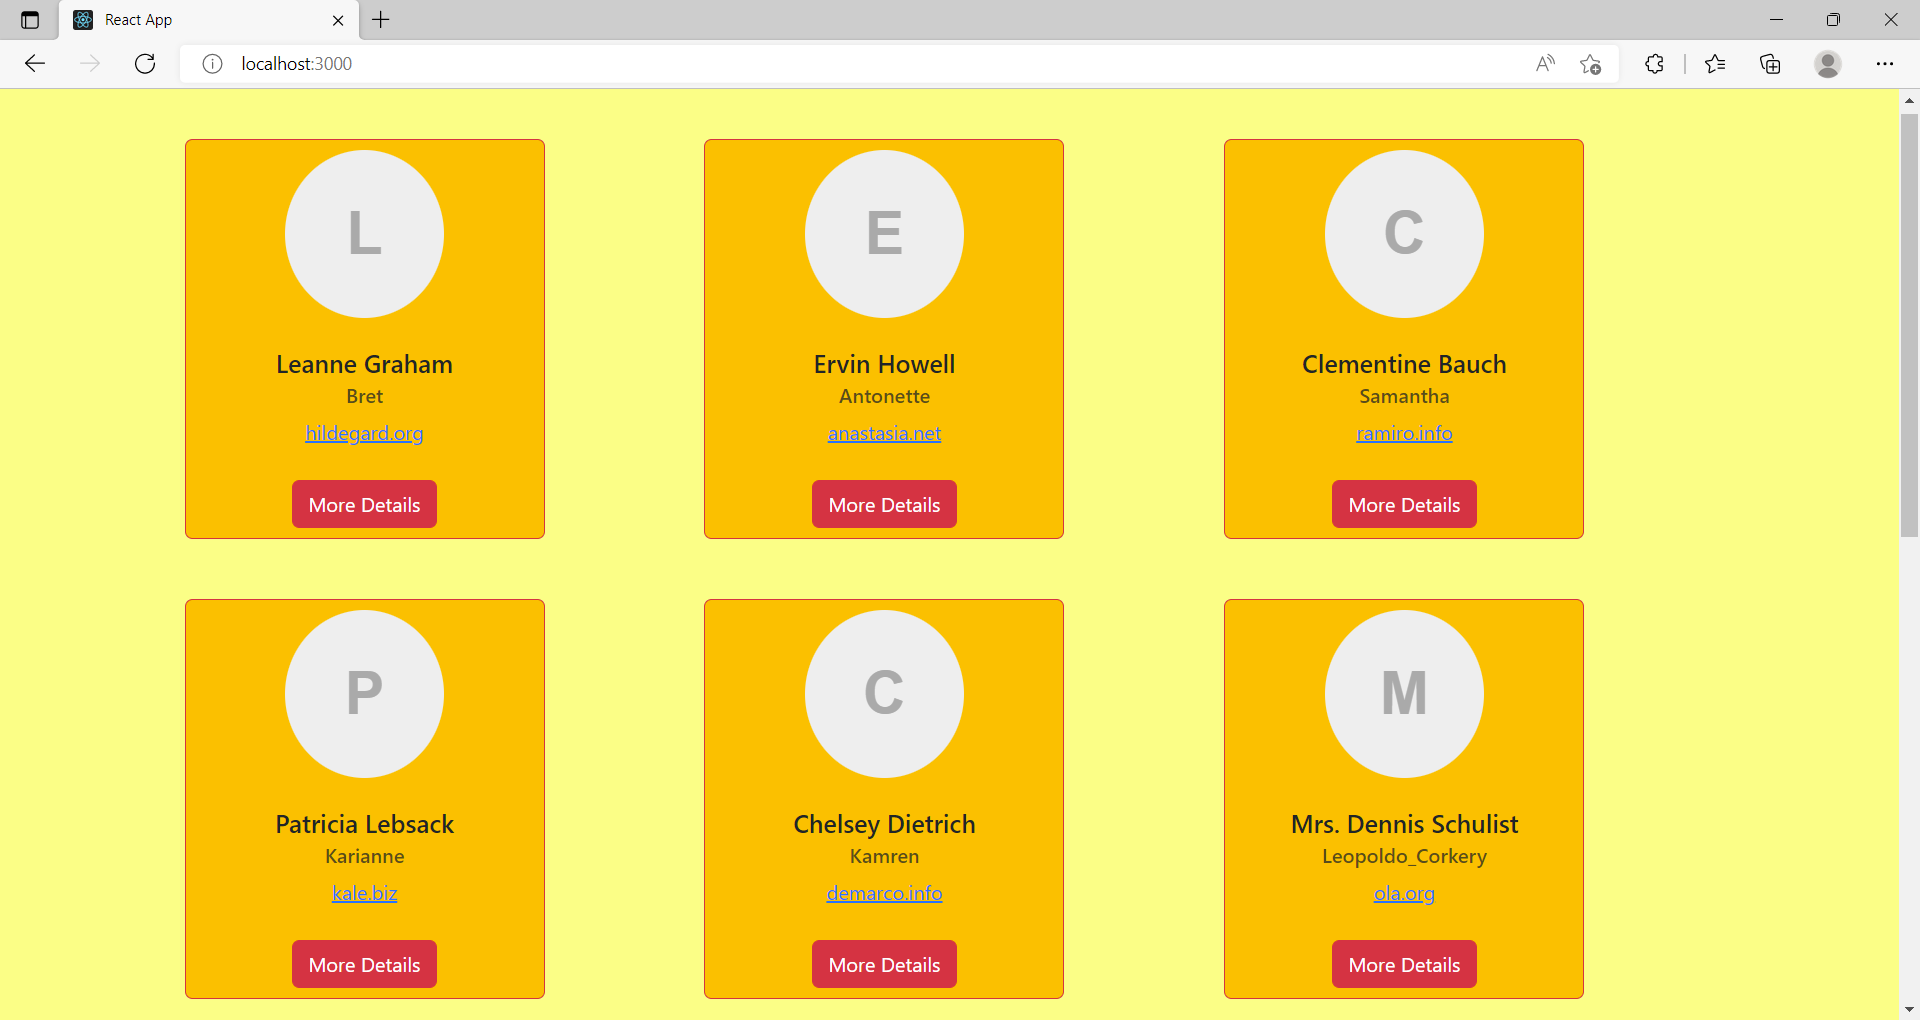 React App
localhost:3000
L
E
C
Leanne Graham
Ervin Howell
Clementine Bauch
Bret
Antonette
Samantha
hildegard.org
anastasia.net
ramiro.info
More Details
More Details
More Details
P
C
M
Patricia Lebsack
Chelsey Dietrich
Mrs. Dennis Schulist
Karianne
Kamren
Leopoldo_Corkery
kale.biz
demarco.info
ola.org
More Details
More Details
More Details